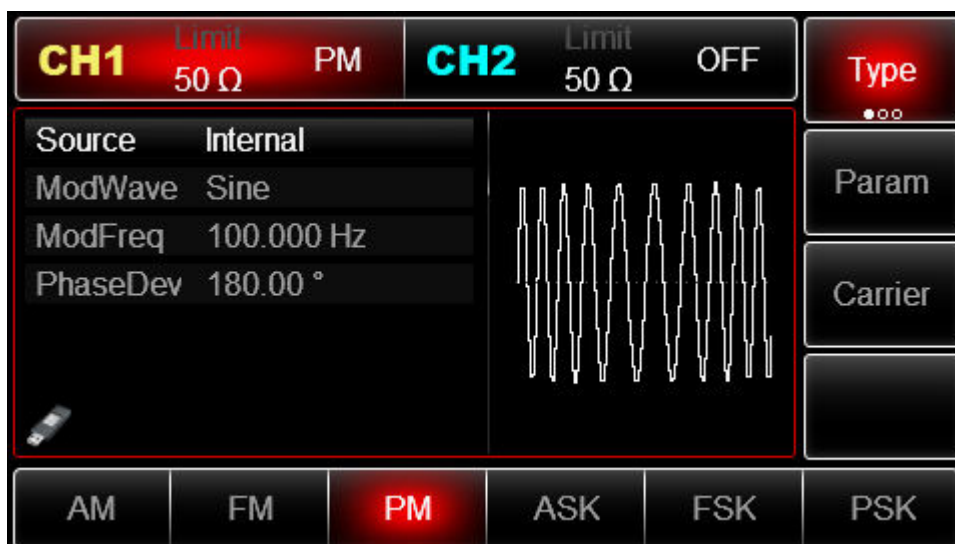 CH1 Limit 50 Ω PM CH2 Limit 50 Ω OFF
Type
Source Internal
ModWave Sine
ModFreq 100.000 Hz
PhaseDev 180.00 °
Param
Carrier
AM FM PM ASK FSK PSK